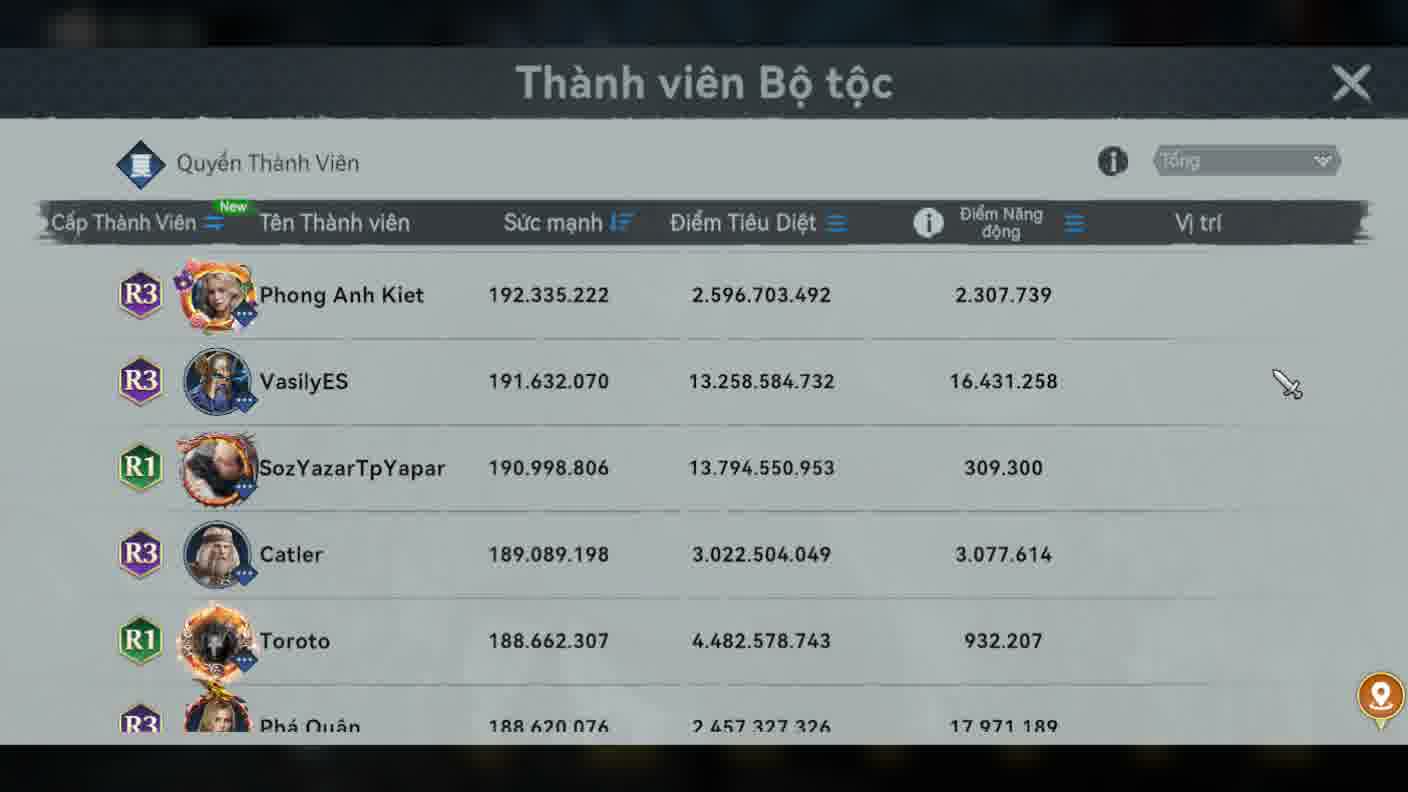 Thành viên Bộ tộc
Quyền Thành Viên
Tổng
Cấp Thành Viên New Tên Thành viên Sức mạnh Điểm Tiêu Diệt Điểm Năng động Vị trí
R3 Phong Anh Kiet 192.335.222 2.596.703.492 2.307.739
R3 VasilyES 191.632.070 13.258.584.732 16.431.258
R1 SozYazarTpYapar 190.998.806 13.794.550.953 309.300
R3 Catler 189.089.198 3.022.504.049 3.077.614
R1 Toroto 188.662.307 4.482.578.743 932.207
R3 Phá Quân 188.620.076 2.457.327.326 17.971.189